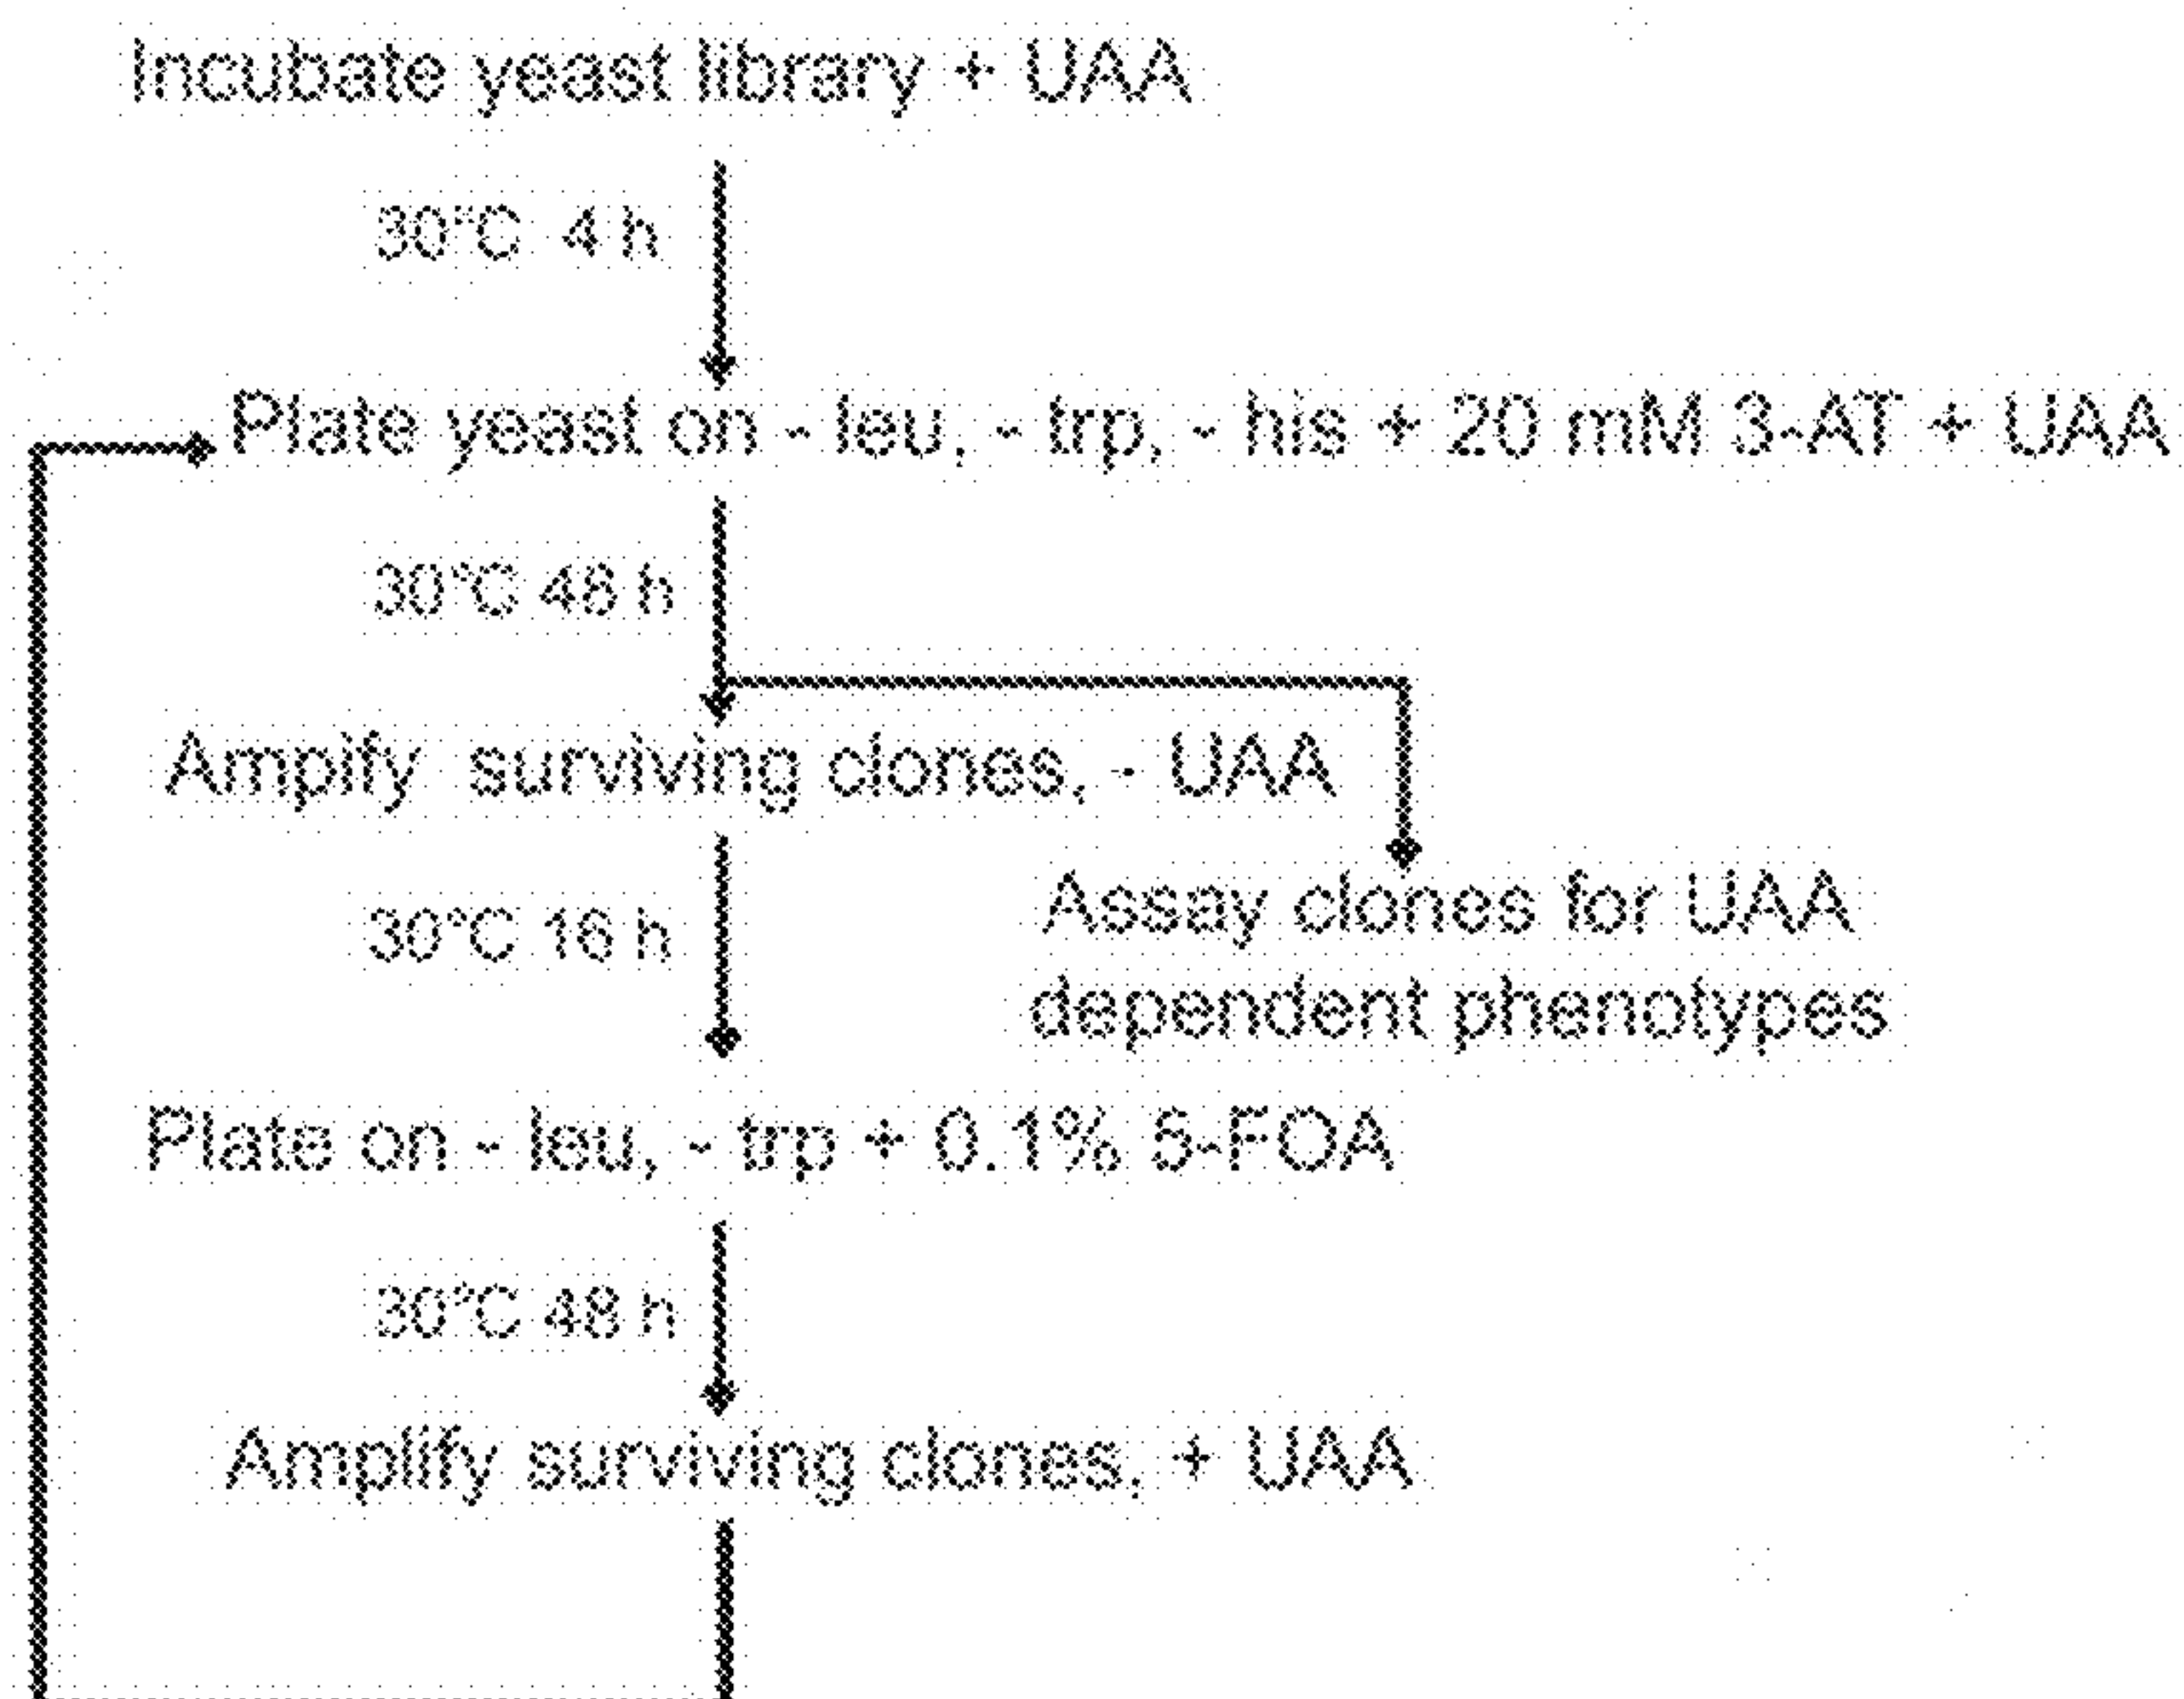 Incubate yeast library + UAA
30°C 4 h
Plate yeast on - leu, - trp, - his + 20 mM 3-AT + UAA
30°C 48 h
Ampify surviving clones, - UAA
30°C 16 h
Assay clones for UAA
dependent phenotypes
Plate on - leu, - trp + 0.1% 5-FOA
30°C 48 h
Amplify surviving clones, + UAA